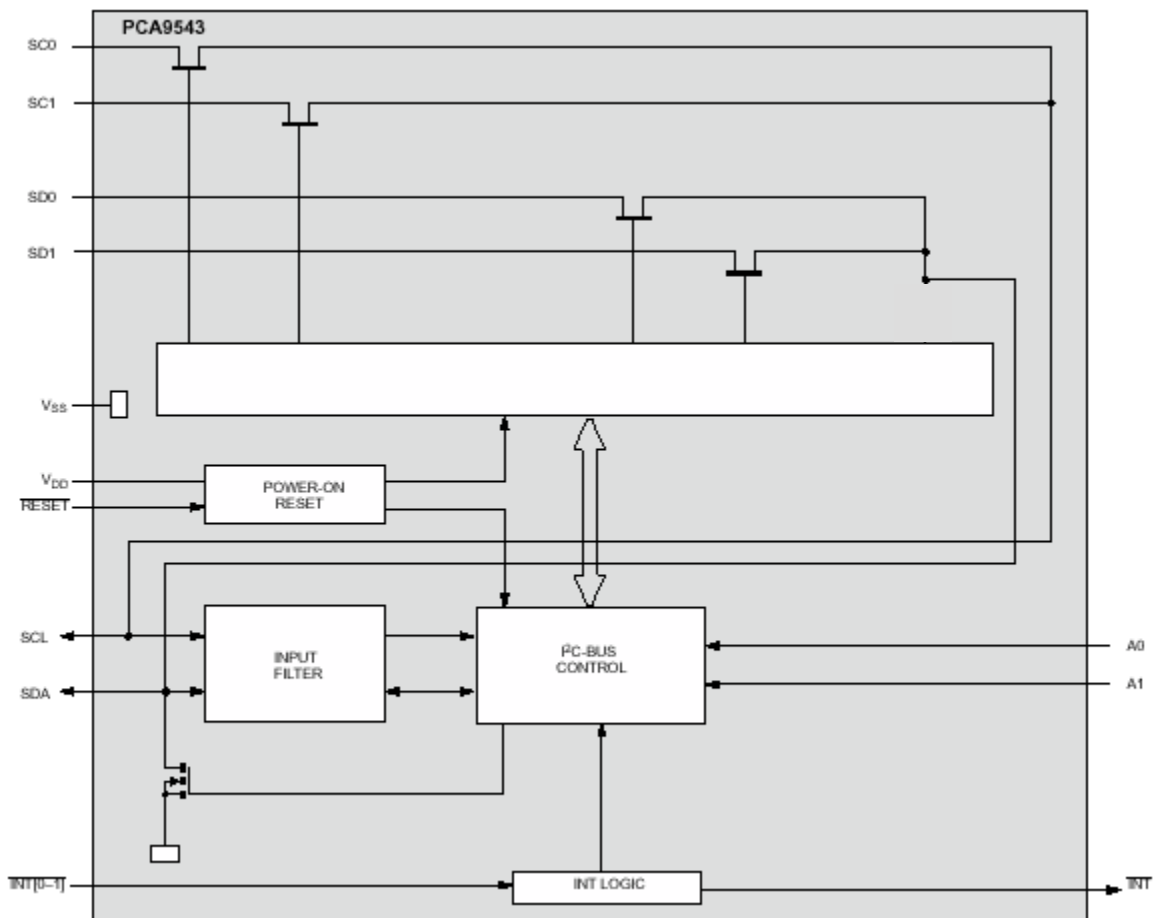 PCA9543
SC0
SC1
SD0
SD1
VSS
VDD
POWER-ON
RESET
RESET
SCL
INPUT
FILTER
I²C-BUS
CONTROL
A0
SDA
A1
INT[0–1]
INT LOGIC
INT